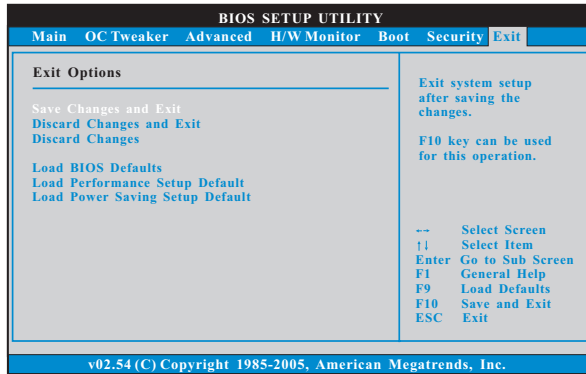 BIOS SETUP UTILITY
Main OC Tweaker Advanced H/W Monitor Boot Security Exit
Exit Options
Save Changes and Exit
Discard Changes and Exit
Discard Changes
Load BIOS Defaults
Load Performance Setup Default
Load Power Saving Setup Default
Exit system setup
after saving the
changes.
F10 key can be used
for this operation.
←→ Select Screen
↑↓ Select Item
Enter Go to Sub Screen
F1 General Help
F9 Load Defaults
F10 Save and Exit
ESC Exit
v02.54 (C) Copyright 1985-2005, American Megatrends, Inc.